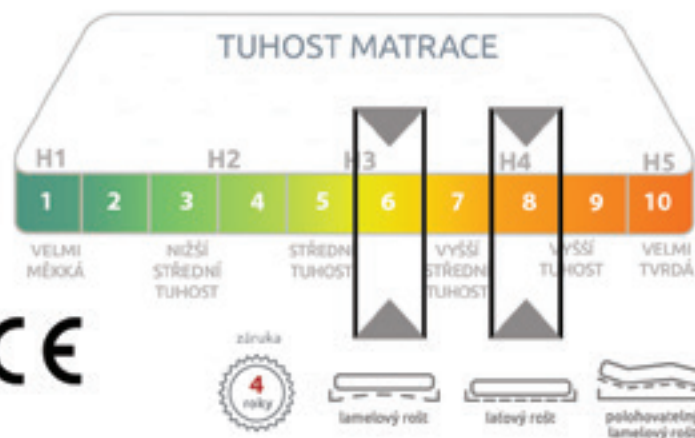 TUHOST MATRACE
H1 H2 H3 H4 H5
1 2 3 4 5 6 7 8 9 10
VELMI MĚKKÁ
NIŽŠÍ STŘEDNÍ TUHOST
STŘEDNÍ TUHOST
VYŠŠÍ STŘEDNÍ TUHOST
VYŠŠÍ TUHOST
VELMI TVRDÁ
CE
záruka
4
roky
lamelový rošt
laťový rošt
polohovatelný
lamelový rošt